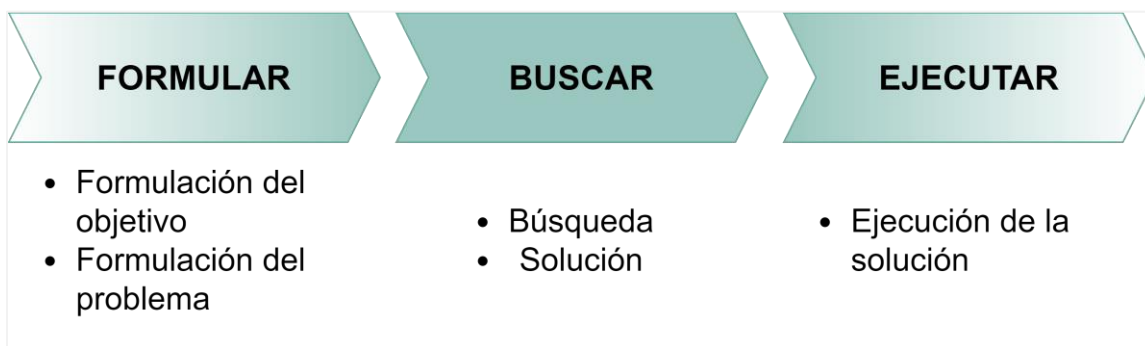 FORMULAR
BUSCAR
EJECUTAR
• Formulación del
objetivo
• Formulación del
problema
• Búsqueda
• Solución
• Ejecución de la
solución